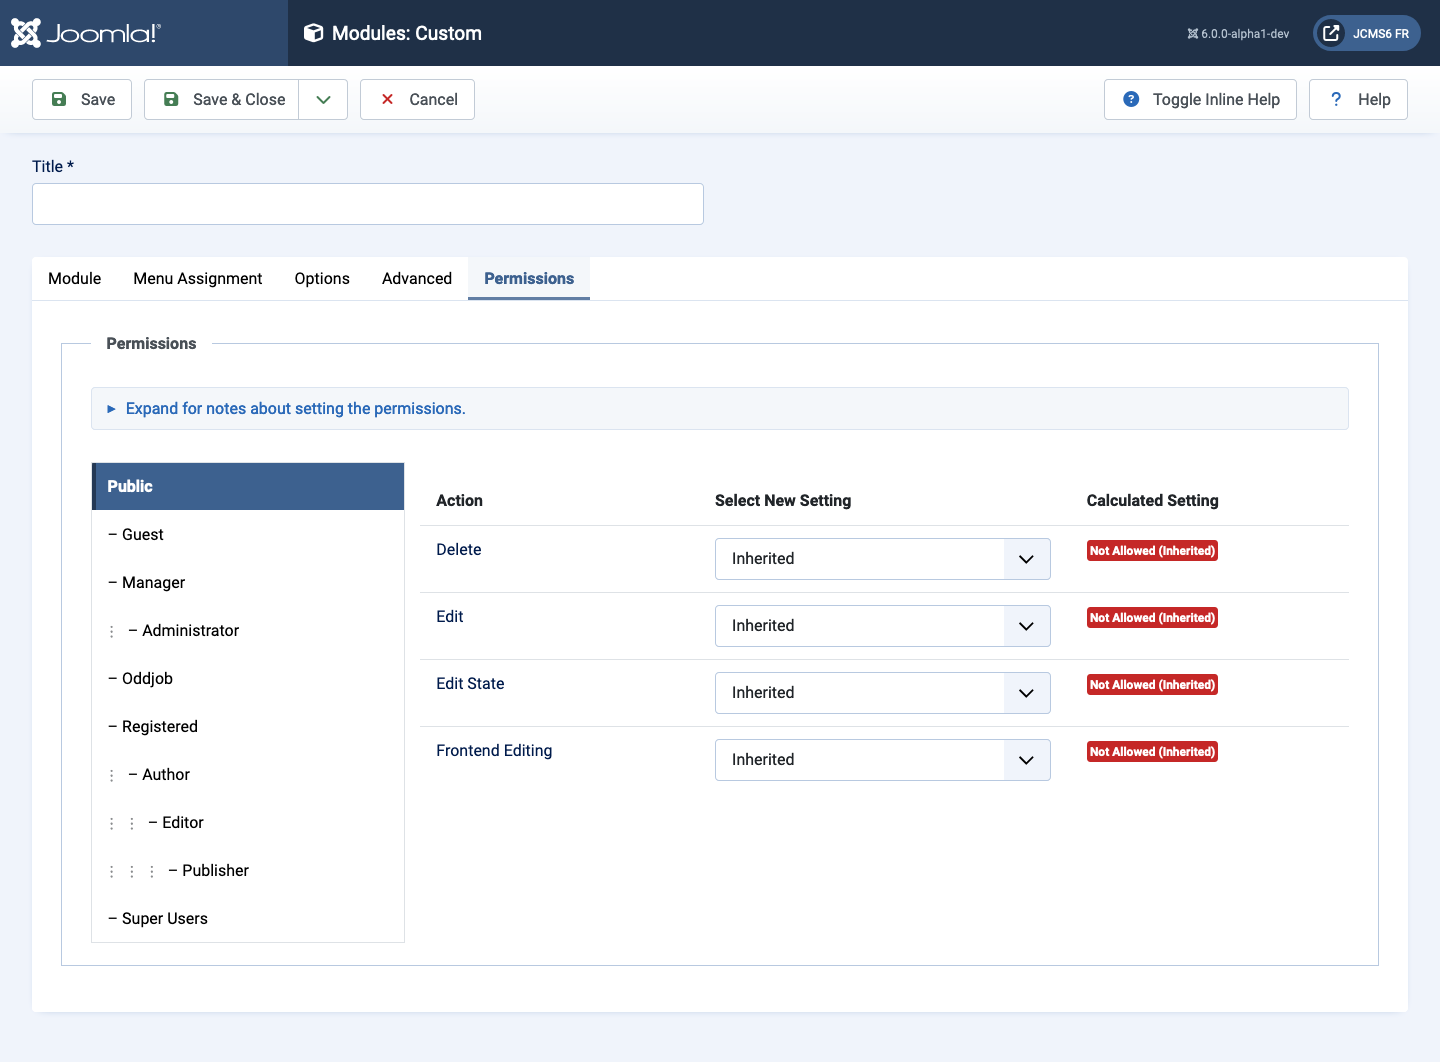 Joomla!®
Modules: Custom
6.0.0-alpha1-dev
JCMS6 FR
Save
Save & Close
Cancel
Toggle Inline Help
? Help
Title *
Module
Menu Assignment
Options
Advanced
Permissions
Permissions
Expand for notes about setting the permissions.
Public
– Guest
– Manager
– Administrator
– Oddjob
– Registered
– Author
– Editor
– Publisher
– Super Users
Action Select New Setting Calculated Setting
Delete Inherited Not Allowed (Inherited)
Edit Inherited Not Allowed (Inherited)
Edit State Inherited Not Allowed (Inherited)
Frontend Editing Inherited Not Allowed (Inherited)